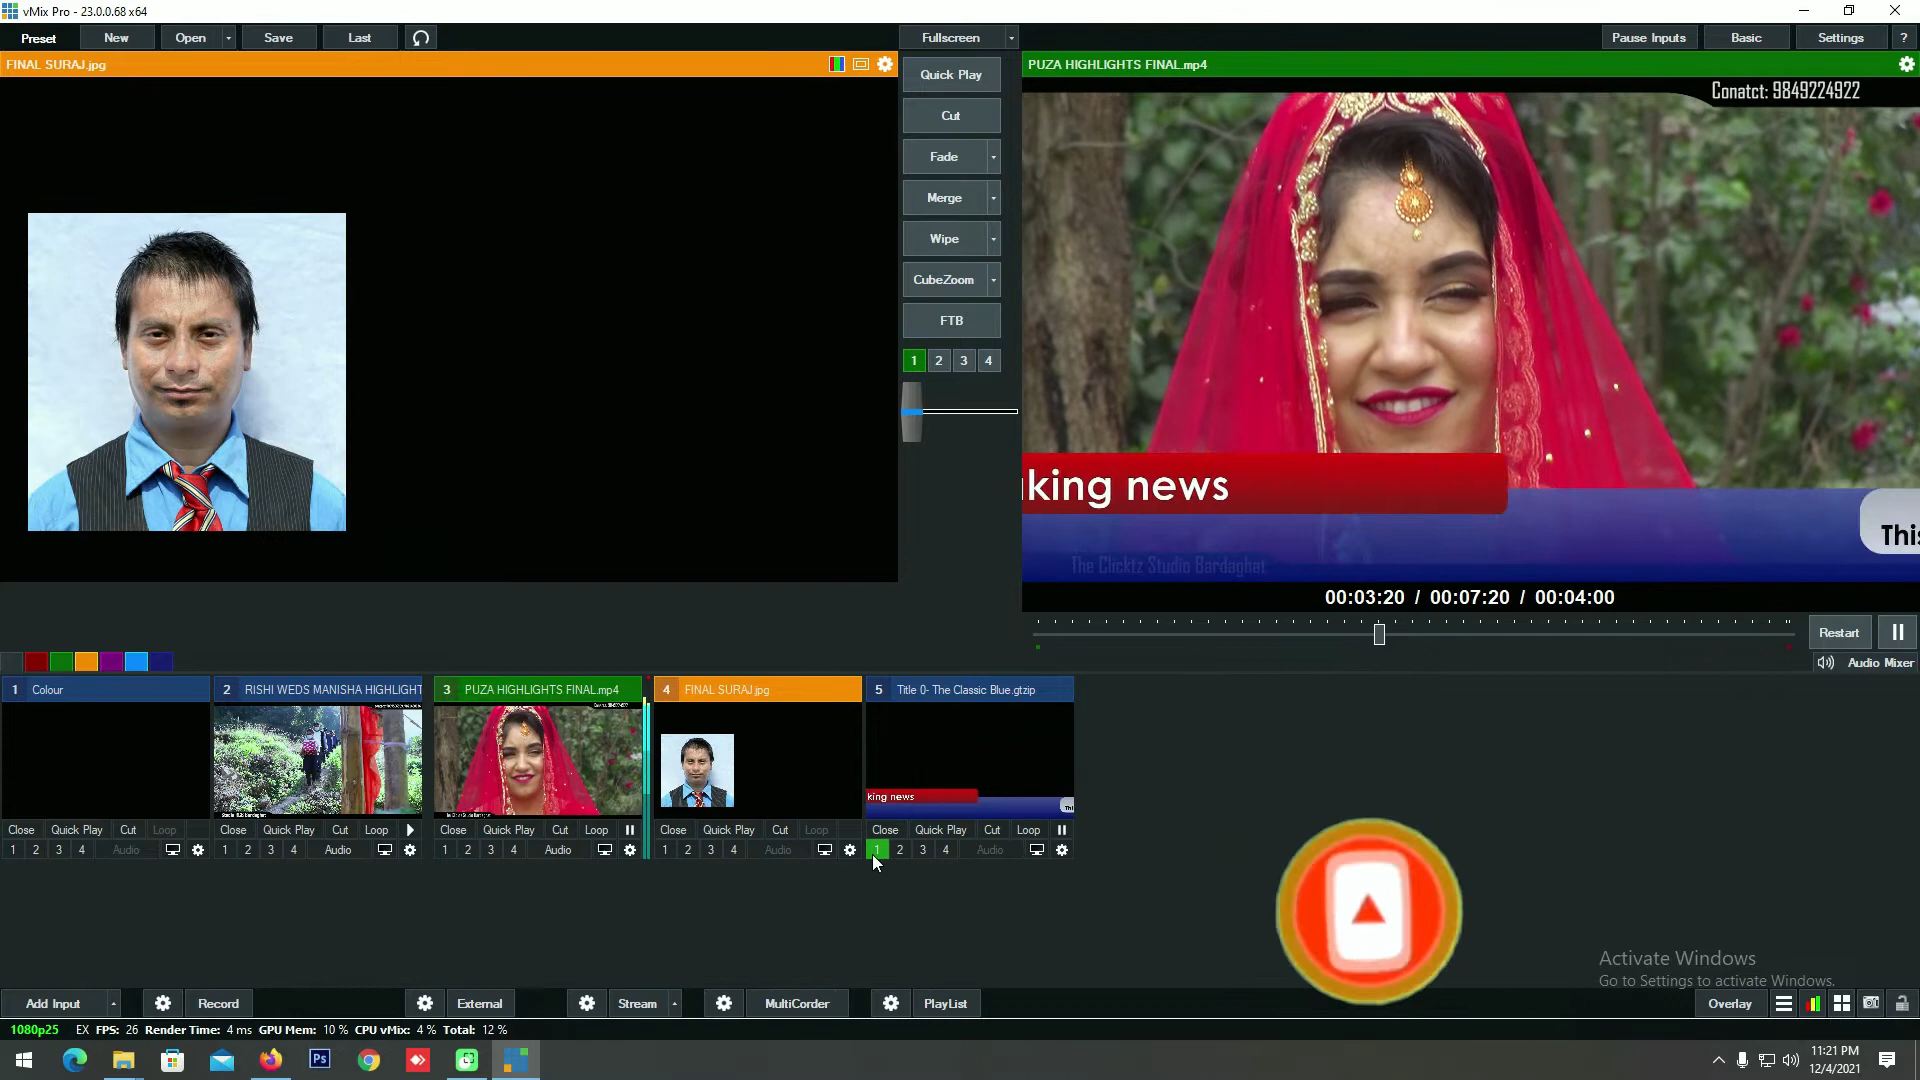 vMix Pro - 23.0.0.68 x64
Preset
New
Open
Save
Last
Fullscreen
Pause Inputs
Basic
Settings
?
FINAL SURAJ.jpg
Quick Play
Cut
Fade
Merge
Wipe
CubeZoom
FTB
1 2 3 4
PUZA HIGHLIGHTS FINAL.mp4
Conatct: 9849224922
king news
This
The Clicktz Studio Bardaghat
00:03:20 / 00:07:20 / 00:04:00
Restart
Audio Mixer
1 Colour
2 RISHI WEDS MANISHA HIGHLIGHT
3 PUZA HIGHLIGHTS FINAL.mp4
4 FINAL SURAJ.jpg
5 Title 0- The Classic Blue.gtzip
king news
Close Quick Play Cut Loop
Close Quick Play Cut Loop
Close Quick Play Cut Loop
Close Quick Play Cut Loop
Close Quick Play Cut Loop
1 2 3 4 Audio
1 2 3 4 Audio
1 2 3 4 Audio
1 2 3 4 Audio
1 2 3 4 Audio
Activate Windows
Go to Settings to activate Windows.
Add Input
Record
External
Stream
MultiCorder
PlayList
Overlay
1080p25 EX FPS: 26 Render Time: 4 ms GPU Mem: 10 % CPU vMix: 4 % Total: 12 %
Ps
11:21 PM
12/4/2021